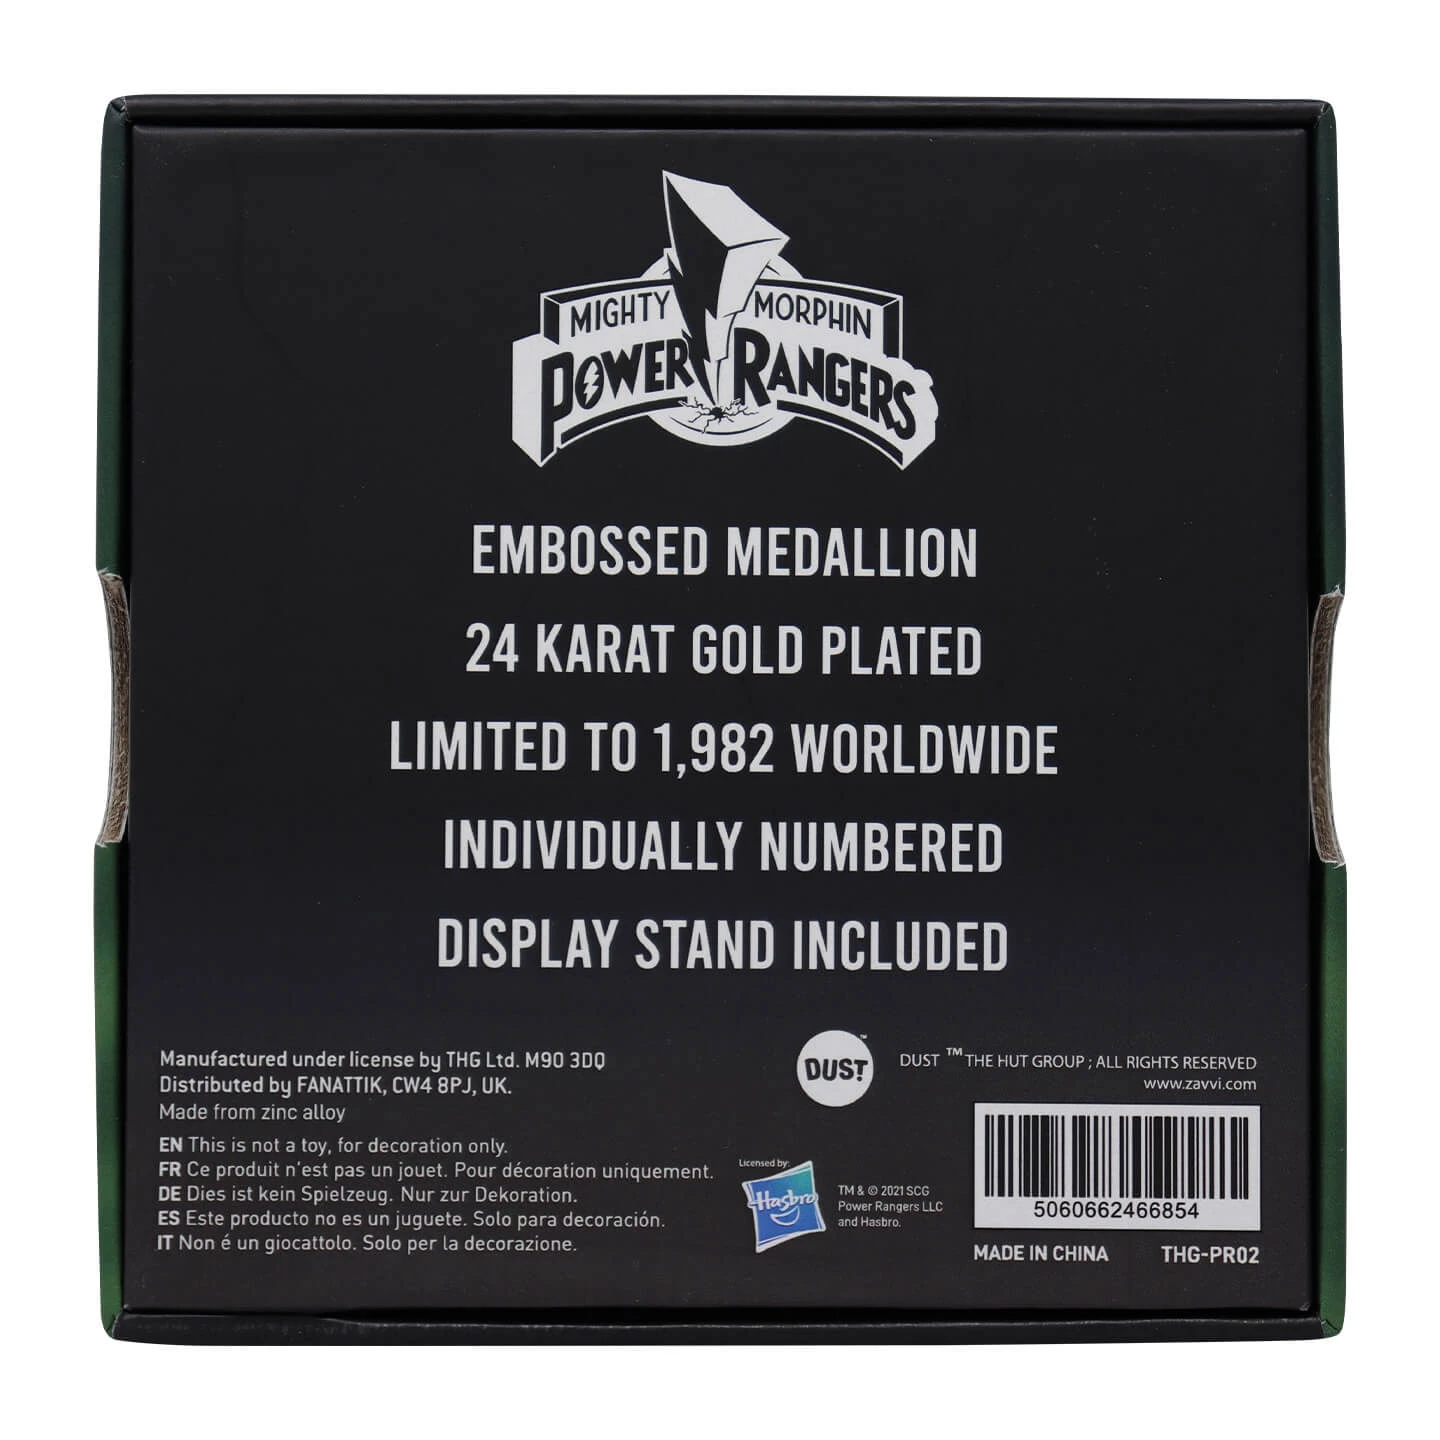 MIGHTY MORPHIN
POWER RANGERS
EMBOSSED MEDALLION
24 KARAT GOLD PLATED
LIMITED TO 1,982 WORLDWIDE
INDIVIDUALLY NUMBERED
DISPLAY STAND INCLUDED
Manufactured under license by THG Ltd. M90 3DQ
Distributed by FANATTIK, CW4 8PJ, UK.
Made from zinc alloy
EN This is not a toy, for decoration only.
FR Ce produit n'est pas un jouet. Pour décoration uniquement.
DE Dies ist kein Spielzeug. Nur zur Dekoration.
ES Este producto no es un juguete. Solo para decoración.
IT Non é un giocattolo. Solo per la decorazione.
Licensed by:
Hasbro
TM & © 2021 SCG
Power Rangers LLC
and Hasbro.
DUST™
DUST ™ THE HUT GROUP ; ALL RIGHTS RESERVED
www.zavvi.com
5060662466854
MADE IN CHINA THG-PR02